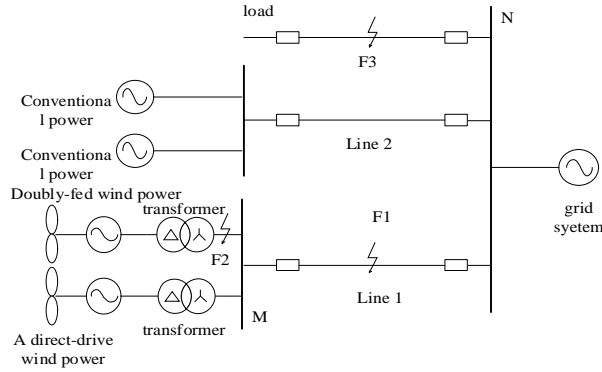 load
N
F3
Conventiona
l power
Conventiona
l power
Line 2
Doubly-fed wind power
transformer
F2
F1
grid
syetem
Line 1
M
transformer
A direct-drive
wind power